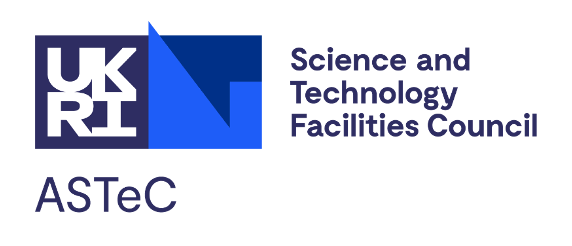 UK
RI
Science and
Technology
Facilities Council
ASTeC